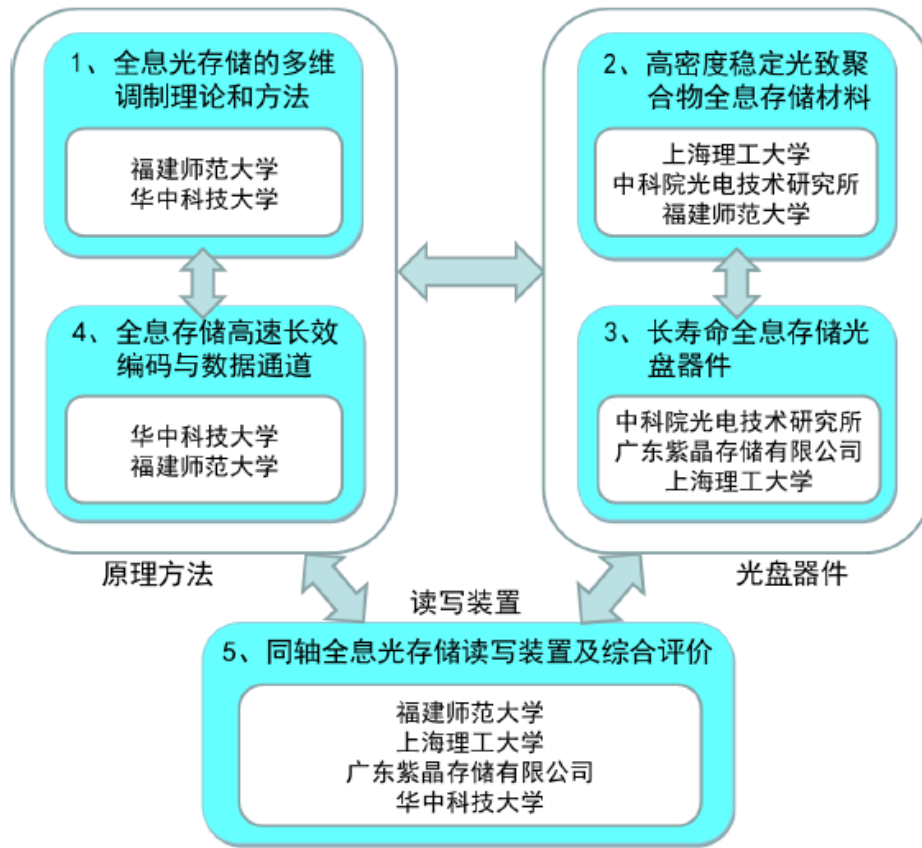 1、全息光存储的多维
调制理论和方法
福建师范大学
华中科技大学
4、全息存储高速长效
编码与数据通道
华中科技大学
福建师范大学
原理方法
2、高密度稳定光致聚
合物全息存储材料
上海理工大学
中科院光电技术研究所
福建师范大学
3、长寿命全息存储光
盘器件
中科院光电技术研究所
广东紫晶存储有限公司
上海理工大学
光盘器件
读写装置
5、同轴全息光存储读写装置及综合评价
福建师范大学
上海理工大学
广东紫晶存储有限公司
华中科技大学